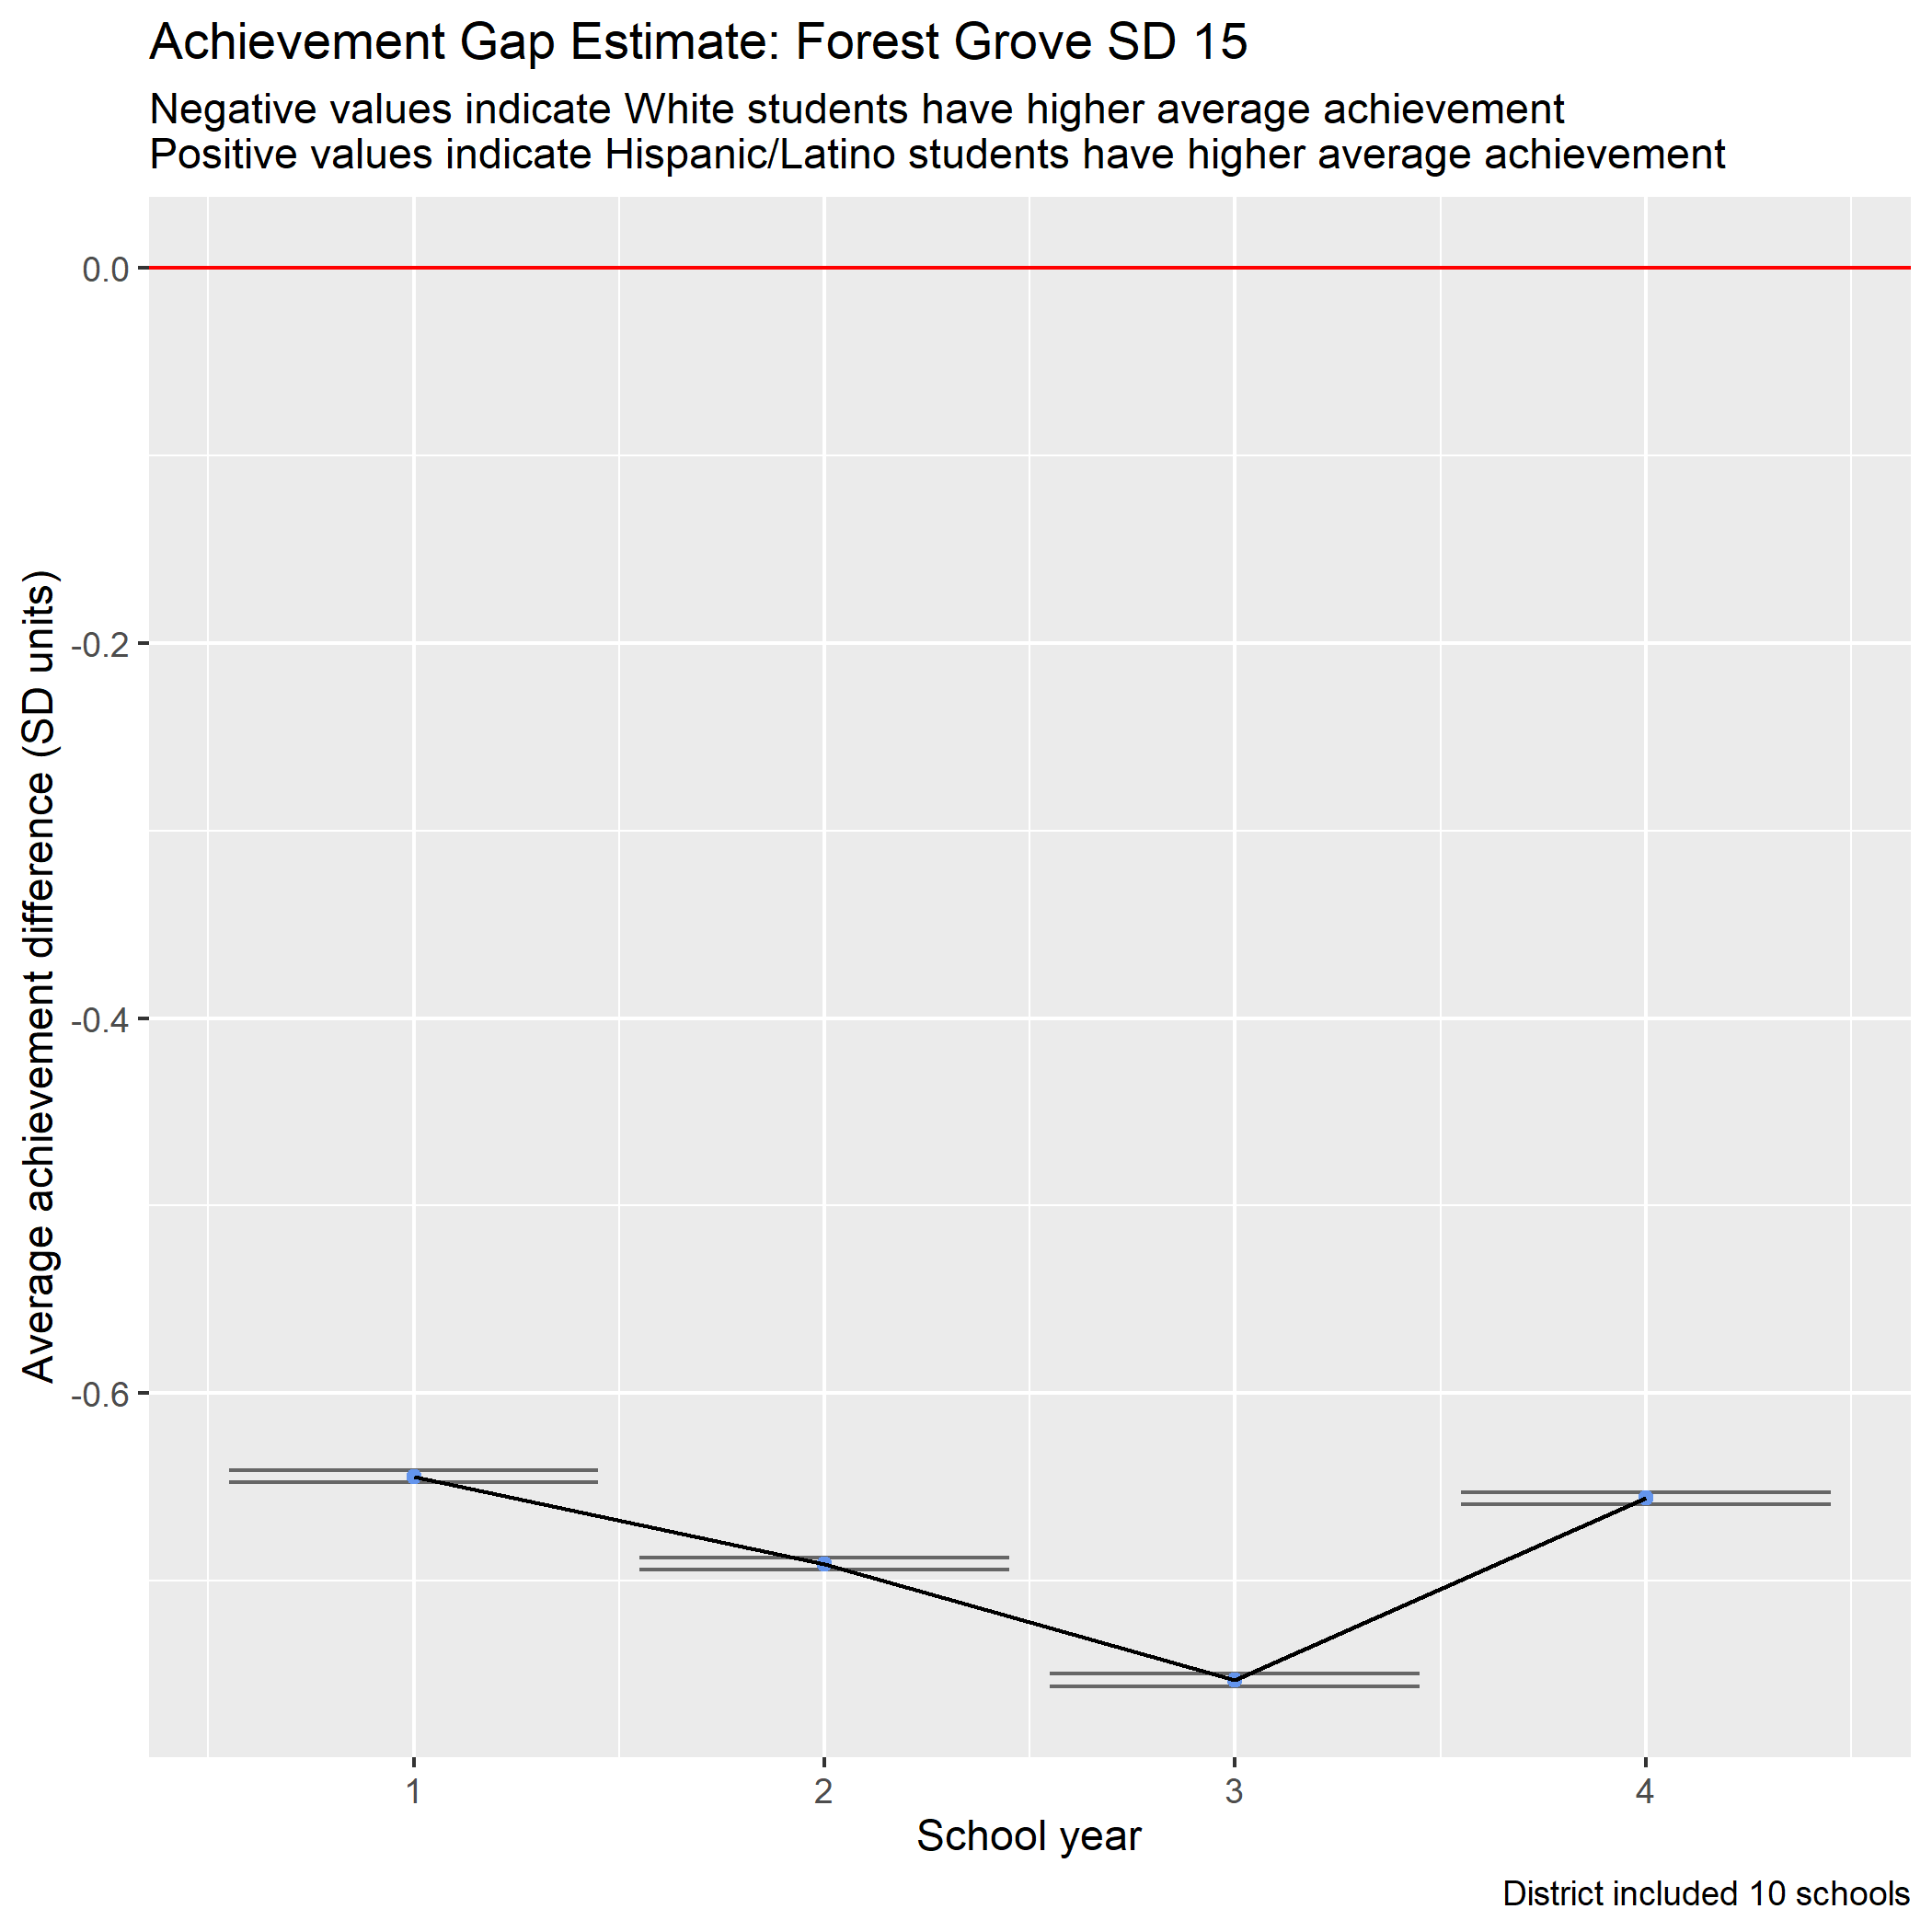 Achievement Gap Estimate: Forest Grove SD 15
Negative values indicate White students have higher average achievement
Positive values indicate Hispanic/Latino students have higher average achievement
Average achievement difference (SD units)
0.0
-0.2
-0.4
-0.6
1 2 3 4
School year
District included 10 schools